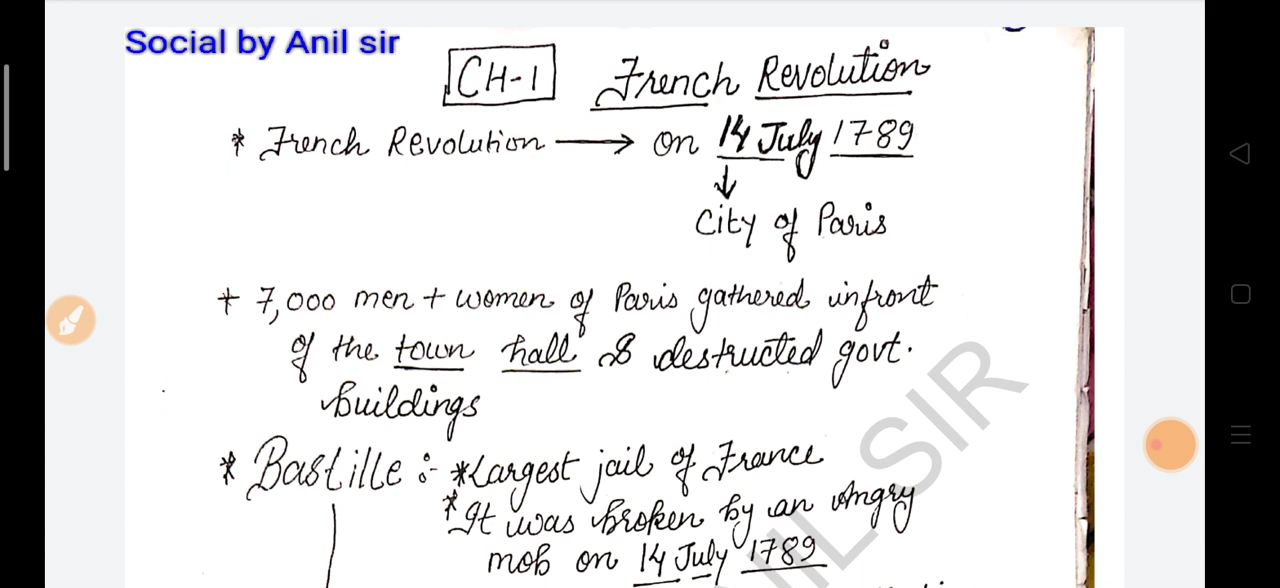 Social by Anil sir
CH-1 French Revolution
* French Revolution → on 14 July 1789
↓
City of Paris
* 7,000 men + women of Paris gathered infront
of the town hall & destructed govt.
buildings
* Bastille :- *Largest jail of France
* It was broken by an Angry
mob on 14 July 1789
NIL SIR